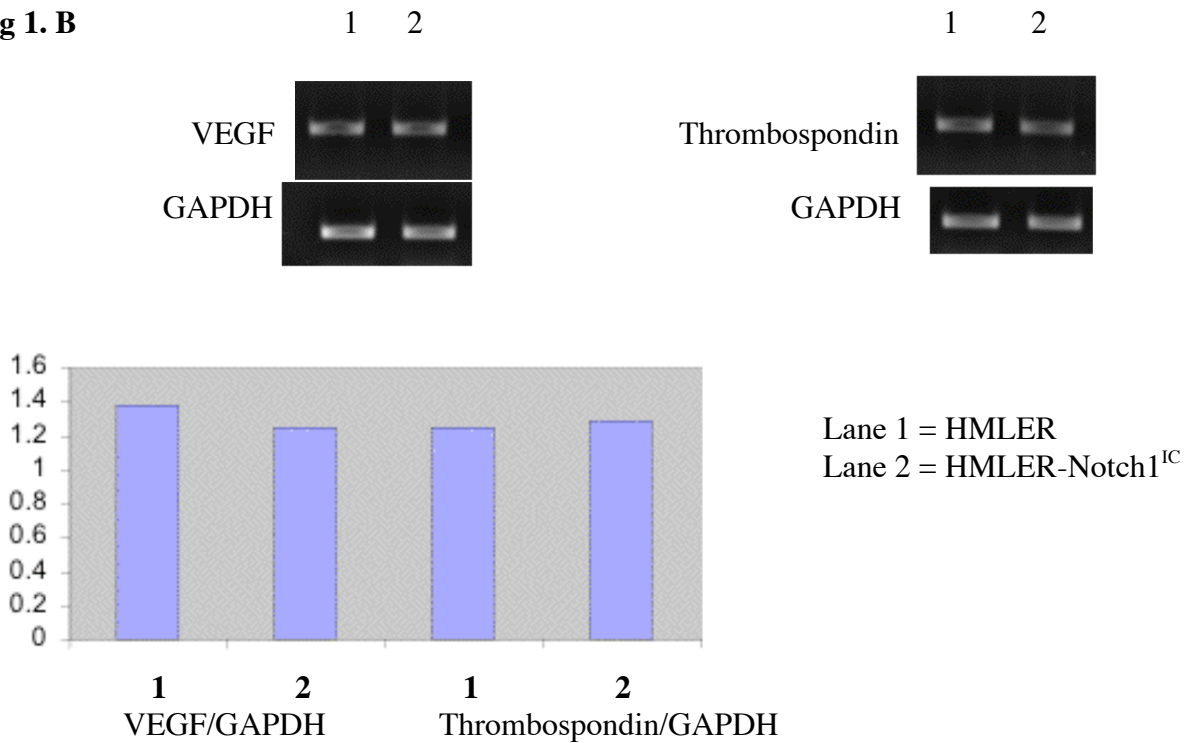 g 1. B
1 2
1 2
VEGF
GAPDH
Thrombospondin
GAPDH
1.6
1.4
1.2
1
0.8
0.6
0.4
0.2
0
1 2 1 2
VEGF/GAPDH Thrombospondin/GAPDH
Lane 1 = HMLER
Lane 2 = HMLER-Notch1ᴵᶜ